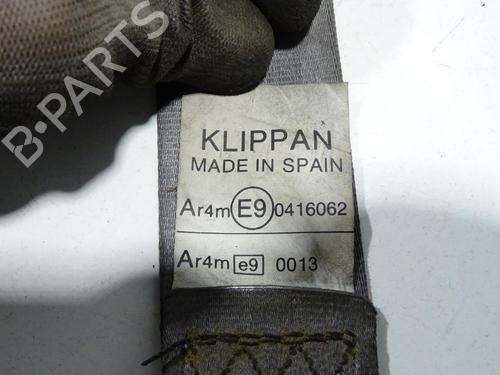 KLIPPAN
MADE IN SPAIN
Ar4m E9 0416062
Ar4m e9 0013
B-PARTS